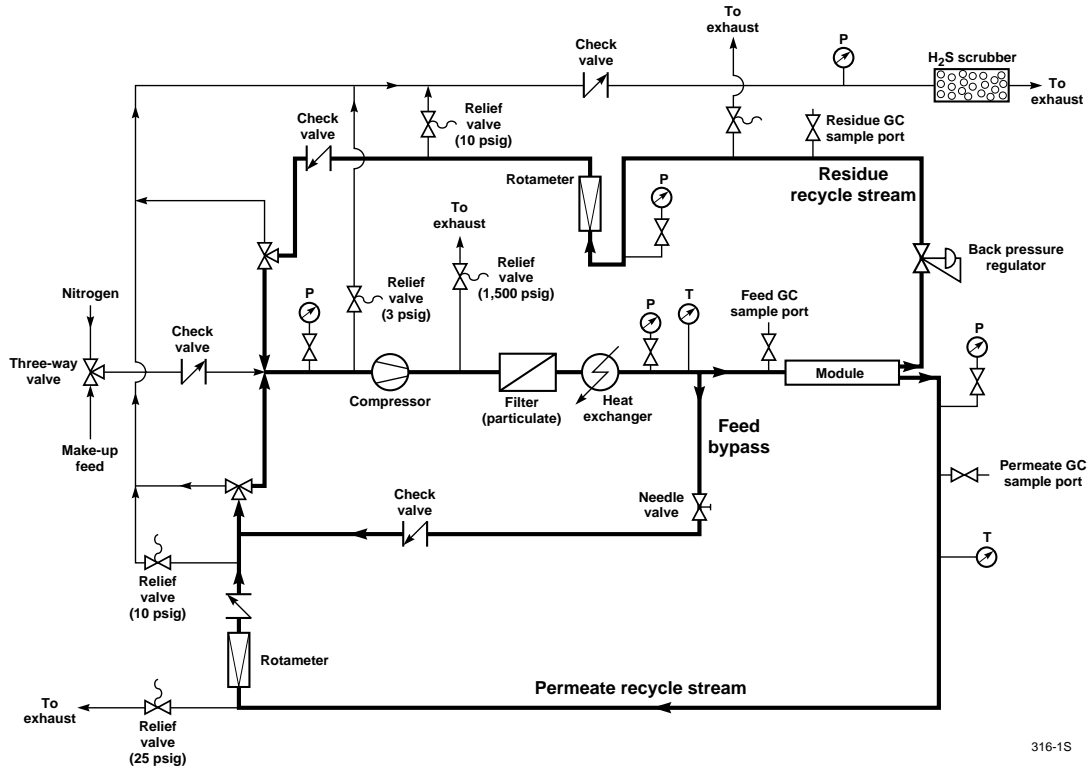 To
exhaust
P
Check
valve
H2S scrubber
To
exhaust
Relief
valve
(10 psig)
Residue GC
sample port
Check
valve
Rotameter
P
Residue
recycle stream
To
exhaust
Relief
valve
(1,500 psig)
Back pressure
regulator
Nitrogen
P
Relief
valve
(3 psig)
P
T
Feed GC
sample port
P
Three-way
valve
Check
valve
Compressor
Filter
(particulate)
Heat
exchanger
Module
Make-up
feed
Feed
bypass
Permeate GC
sample port
Check
valve
Needle
valve
T
Relief
valve
(10 psig)
Rotameter
Permeate recycle stream
To
exhaust
Relief
valve
(25 psig)
316-1S